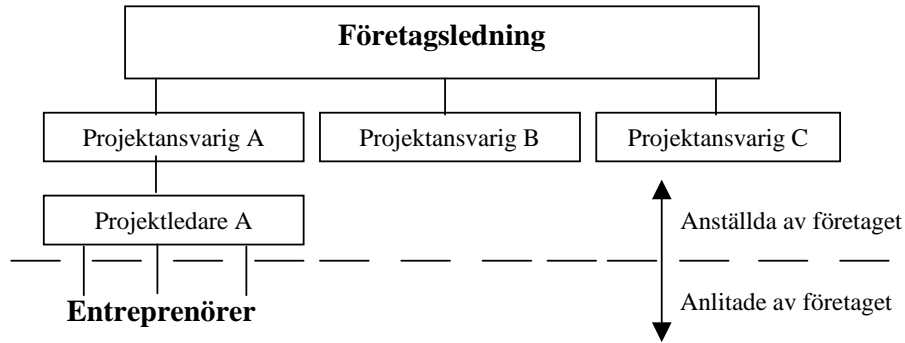 Företagsledning
Projektansvarig A
Projektansvarig B
Projektansvarig C
Projektledare A
Anställda av företaget
Entreprenörer
Anlitade av företaget